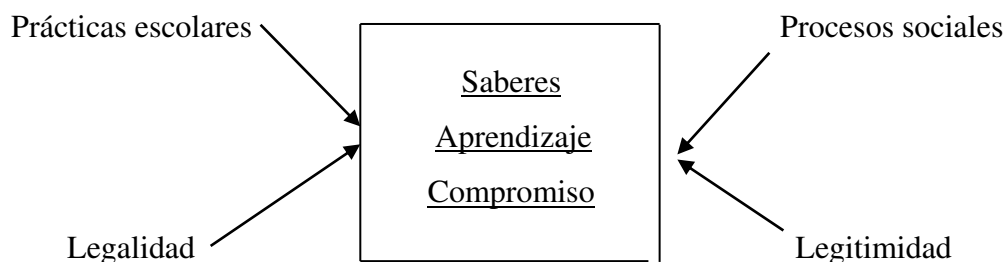 Prácticas escolares
Procesos sociales
Saberes
Aprendizaje
Compromiso
Legalidad
Legitimidad